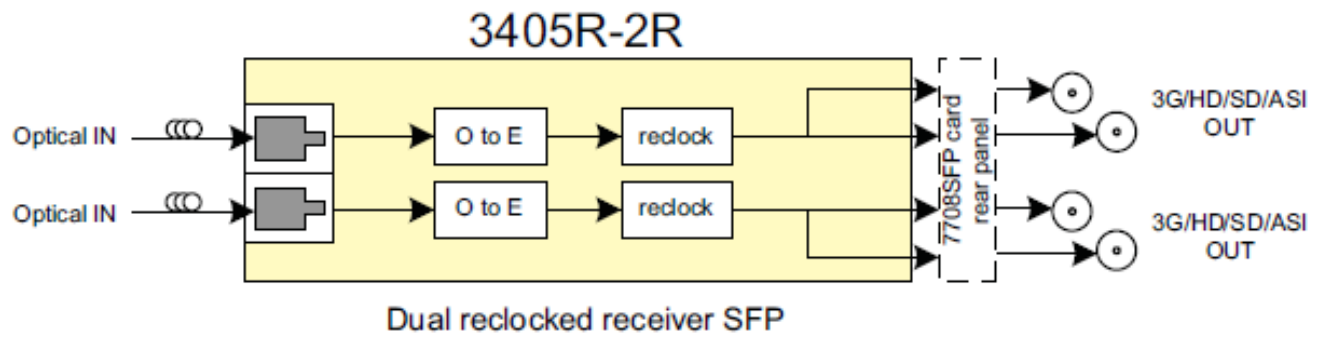 3405R-2R
Optical IN
O to E
reclock
3G/HD/SD/ASI
OUT
Optical IN
O to E
reclock
7708SFP card
rear panel
3G/HD/SD/ASI
OUT
Dual reclocked receiver SFP